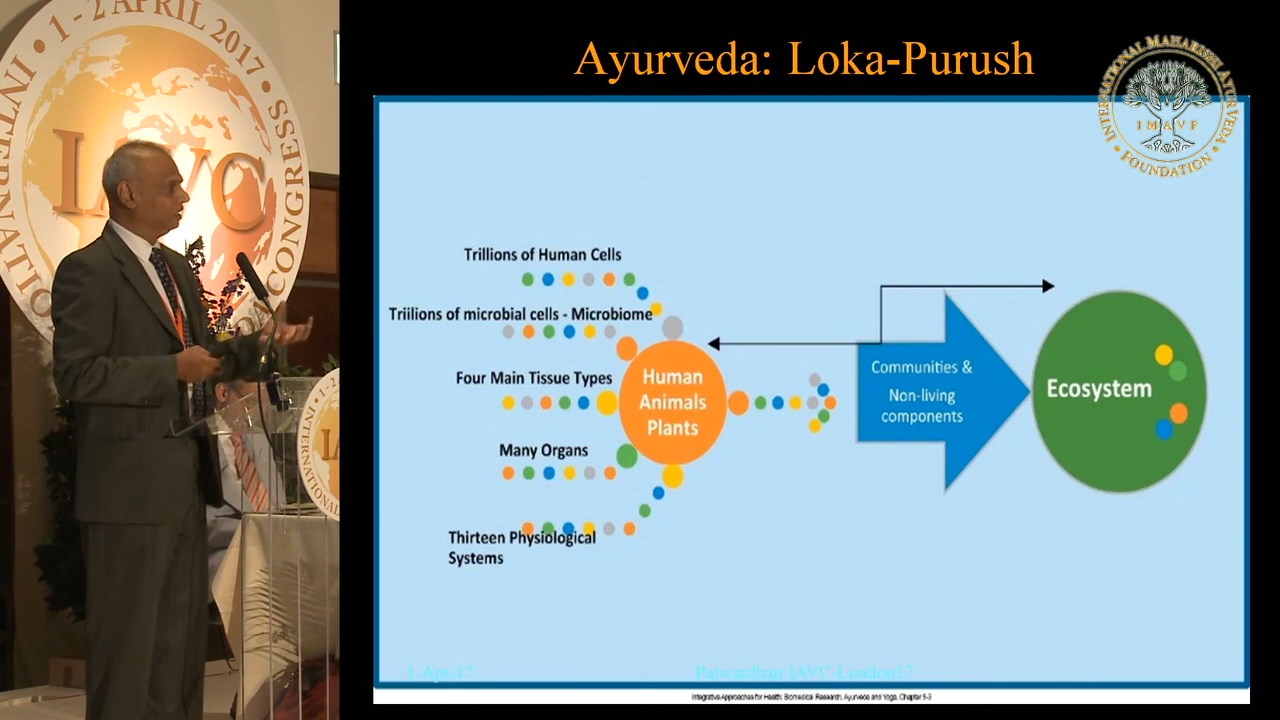 Ayurveda: Loka-Purush
INTERNATIONAL MAHARISHI AYURVEDA
IMAVF
• FOUNDATION •
• 1 - 2 APRIL 2017 •
CONGRESS
IAVC
Trillions of Human Cells
Triilions of microbial cells - Microbiome
Four Main Tissue Types
Many Organs
Thirteen Physiological
Systems
Human
Animals
Plants
Communities &
Non-living
components
Ecosystem
1-Apr-17
Patwardhan IAVC London17
Integrative Approaches for Health: Biomedical Research, Ayurveda and Yoga, Chapter 5-3